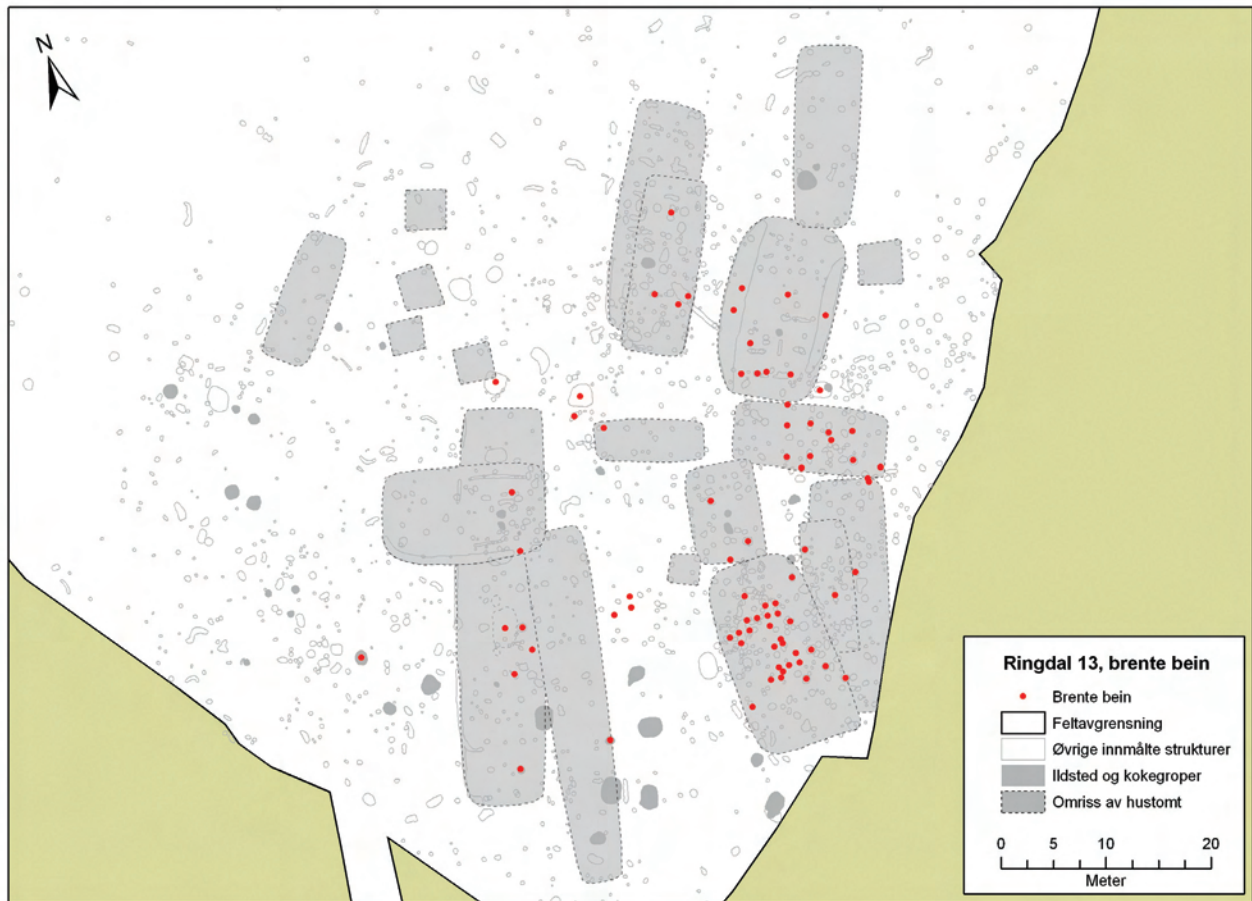 N
Ringdal 13, brente bein
Brente bein
Feltavgrensning
Øvrige innmålte strukturer
Ildsted og kokegroper
Omriss av hustomt
0 5 10 20
Meter